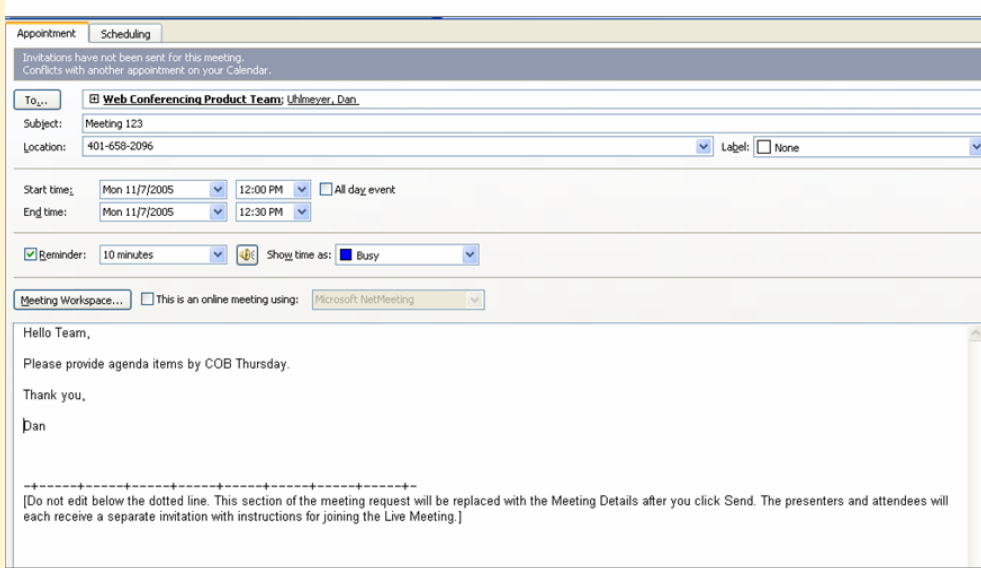 Appointment Scheduling
Invitations have not been sent for this meeting.
Conflicts with another appointment on your Calendar.
To... Web Conferencing Product Team; Uhlmeyer, Dan
Subject: Meeting 123
Location: 401-658-2096 Label: None
Start time: Mon 11/7/2005 12:00 PM All day event
End time: Mon 11/7/2005 12:30 PM
Reminder: 10 minutes Show time as: Busy
Meeting Workspace... This is an online meeting using: Microsoft NetMeeting
Hello Team,
Please provide agenda items by COB Thursday.
Thank you,
Dan
-+-----+-----+-----+-----+-----+-----+-----+-----+-
[Do not edit below the dotted line. This section of the meeting request will be replaced with the Meeting Details after you click Send. The presenters and attendees will
each receive a separate invitation with instructions for joining the Live Meeting.]